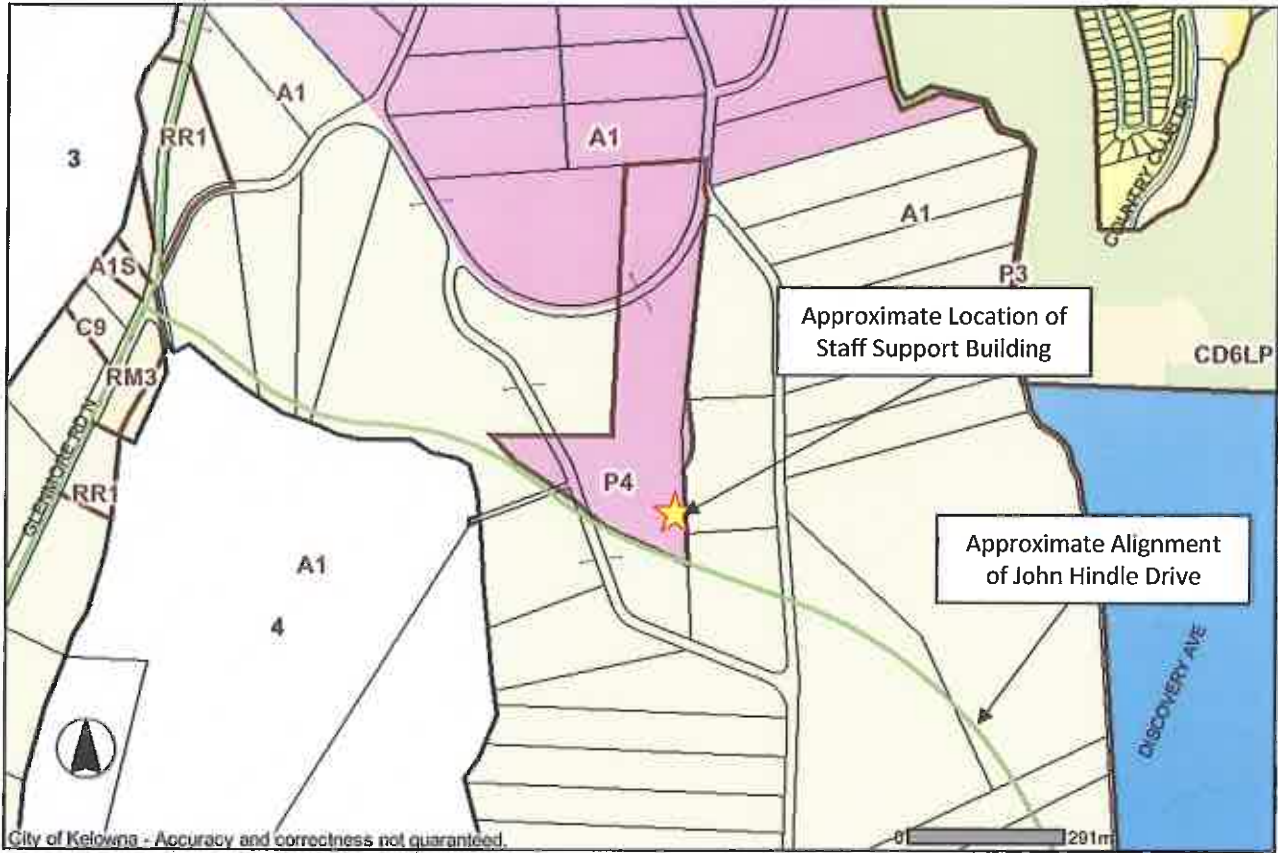 A1
RR1
3
A1
A1
COUNTRY CLUB DR
A1S
P3
C9
Approximate Location of
Staff Support Building
CD6LP
RM3
GLENMORE RD N
P4
RR1
Approximate Alignment
of John Hindle Drive
A1
4
DISCOVERY AVE
City of Kelowna - Accuracy and correctness not guaranteed.
0
291m